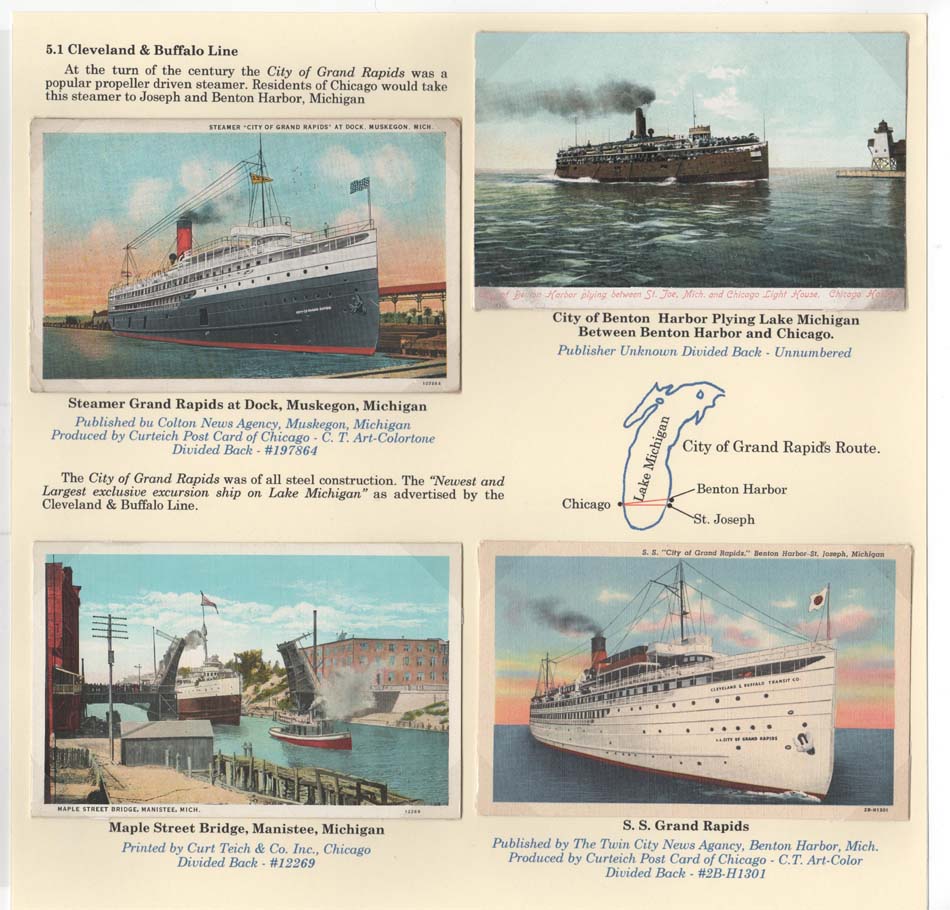 5.1 Cleveland & Buffalo Line
At the turn of the century the City of Grand Rapids was a
popular propeller driven steamer. Residents of Chicago would take
this steamer to Joseph and Benton Harbor, Michigan
STEAMER "CITY OF GRAND RAPIDS" AT DOCK, MUSKEGON, MICH.
Steamer Grand Rapids at Dock, Muskegon, Michigan
Published bu Colton News Agency, Muskegon, Michigan
Produced by Curteich Post Card of Chicago - C. T. Art-Colortone
Divided Back - #197864
of Benton Harbor plying between St. Joe, Mich. and Chicago Light House. Chicago
City of Benton Harbor Plying Lake Michigan
Between Benton Harbor and Chicago.
Publisher Unknown Divided Back - Unnumbered
The City of Grand Rapids was of all steel construction. The "Newest and
Largest exclusive excursion ship on Lake Michigan" as advertised by the
Cleveland & Buffalo Line.
Lake Michigan
City of Grand Rapids Route.
Chicago
Benton Harbor
St. Joseph
MAPLE STREET BRIDGE, MANISTEE, MICH.
12269
Maple Street Bridge, Manistee, Michigan
Printed by Curt Teich & Co. Inc., Chicago
Divided Back - #12269
S. S. "City of Grand Rapids," Benton Harbor-St. Joseph, Michigan
CLEVELAND & BUFFALO TRANSIT CO.
S.S. CITY OF GRAND RAPIDS
2B-H1301
S. S. Grand Rapids
Published by The Twin City News Agancy, Benton Harbor, Mich.
Produced by Curteich Post Card of Chicago - C.T. Art-Color
Divided Back - #2B-H1301